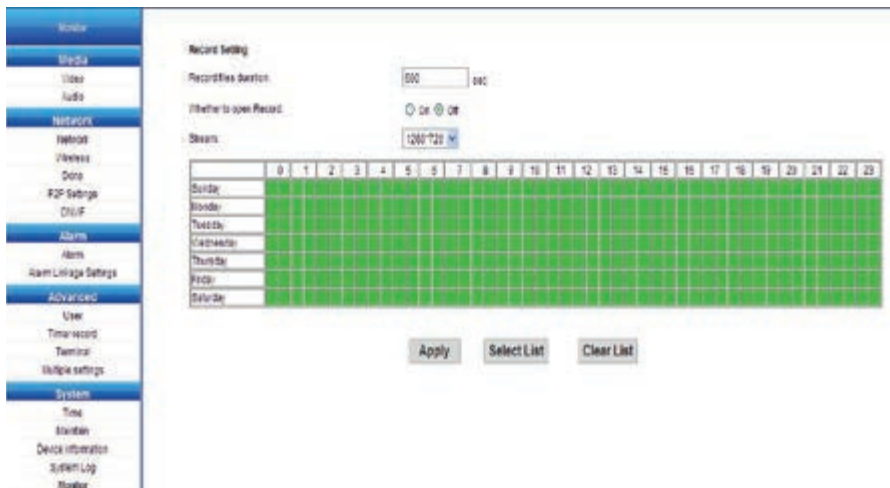 Monitor
Media
Video
Audio
Network
Network
Wireless
Ddns
P2P Settings
ONVIF
Alarm
Alarm
Alarm Linkage Settings
Advanced
User
Timer record
Terminal
Multiple settings
System
Time
Maintain
Device information
System Log
Monitor
Record Setting
Record files duration
sec
Whether to open Record:
On Off
Stream:
1280*720
0 1 2 3 4 5 6 7 8 9 10 11 12 13 14 15 16 17 18 19 20 21 22 23
Sunday
Monday
Tuesday
Wednesday
Thursday
Friday
Saturday
Apply Select List Clear List